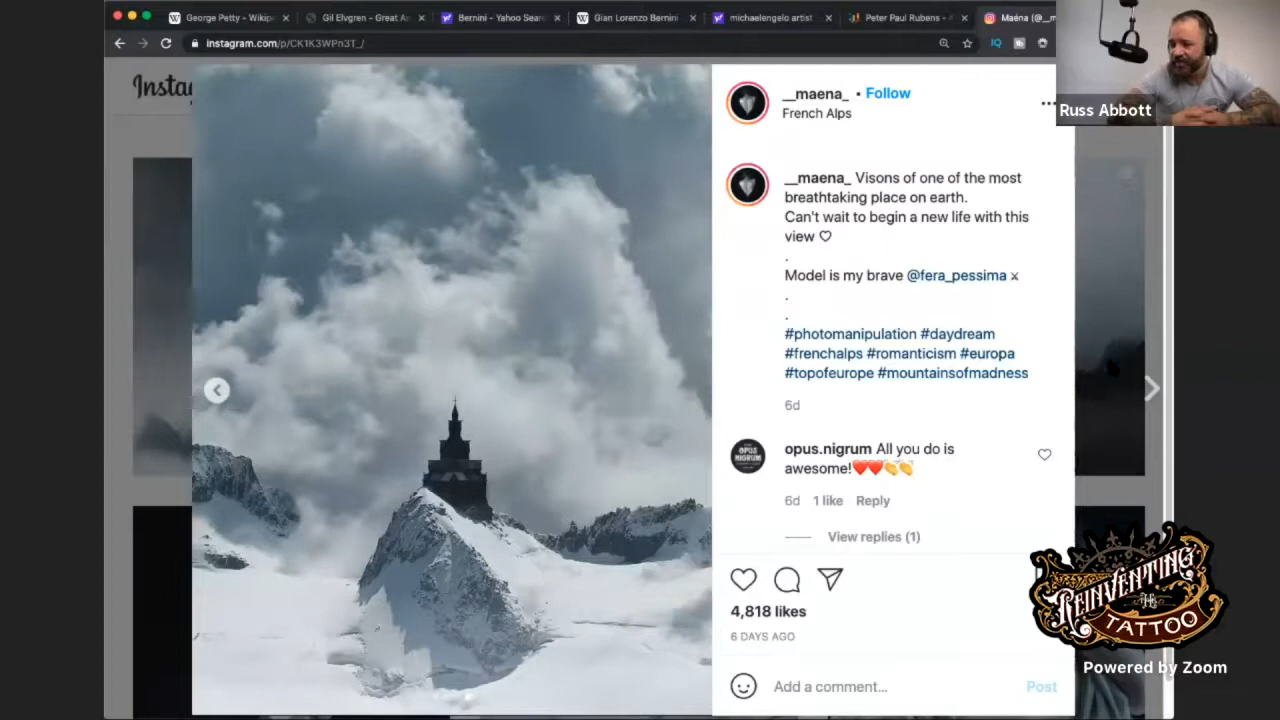 George Petty - Wikip
Gil Elvgren - Great Ar
Bernini - Yahoo Sear
Gian Lorenzo Bernini
michaelengelo artist
Peter Paul Rubens -
Maéna (@__m
instagram.com/p/CK1K3WPn3T_/
Russ Abbott
Insta
__maena_ • Follow
French Alps
__maena_ Visons of one of the most
breathtaking place on earth.
Can't wait to begin a new life with this
view ♡
.
Model is my brave @fera_pessima ⚔
.
.
#photomanipulation #daydream
#frenchalps #romanticism #europa
#topofeurope #mountainsofmadness
6d
OPUS
NIGRUM
opus.nigrum All you do is
awesome!❤️❤️👏👏
6d 1 like Reply
View replies (1)
4,818 likes
6 DAYS AGO
Add a comment...
Post
REINVENTING
THE
TATTOO
Powered by Zoom